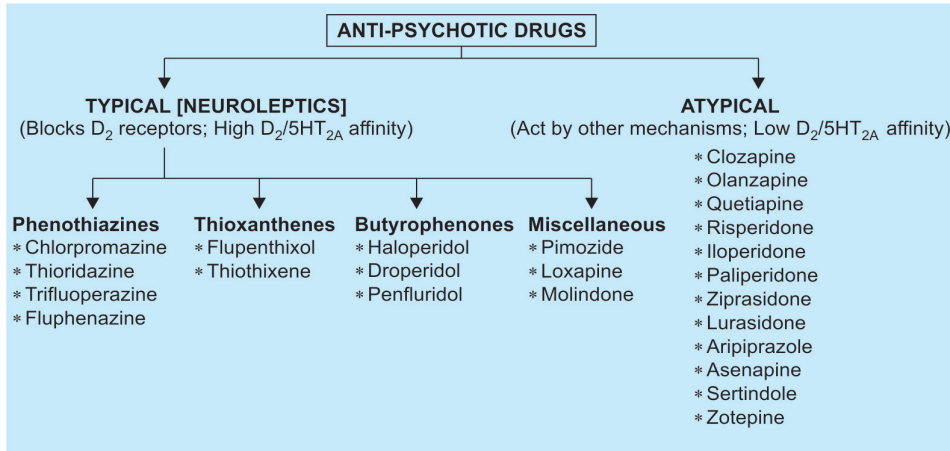 ANTI-PSYCHOTIC DRUGS
TYPICAL [NEUROLEPTICS]
(Blocks D₂ receptors; High D₂/5HT₂A affinity)
ATYPICAL
(Act by other mechanisms; Low D₂/5HT₂A affinity)
Phenothiazines
* Chlorpromazine
* Thioridazine
* Trifluoperazine
* Fluphenazine
Thioxanthenes
* Flupenthixol
* Thiothixene
Butyrophenones
* Haloperidol
* Droperidol
* Penfluridol
Miscellaneous
* Pimozide
* Loxapine
* Molindone
* Clozapine
* Olanzapine
* Quetiapine
* Risperidone
* Iloperidone
* Paliperidone
* Ziprasidone
* Lurasidone
* Aripiprazole
* Asenapine
* Sertindole
* Zotepine